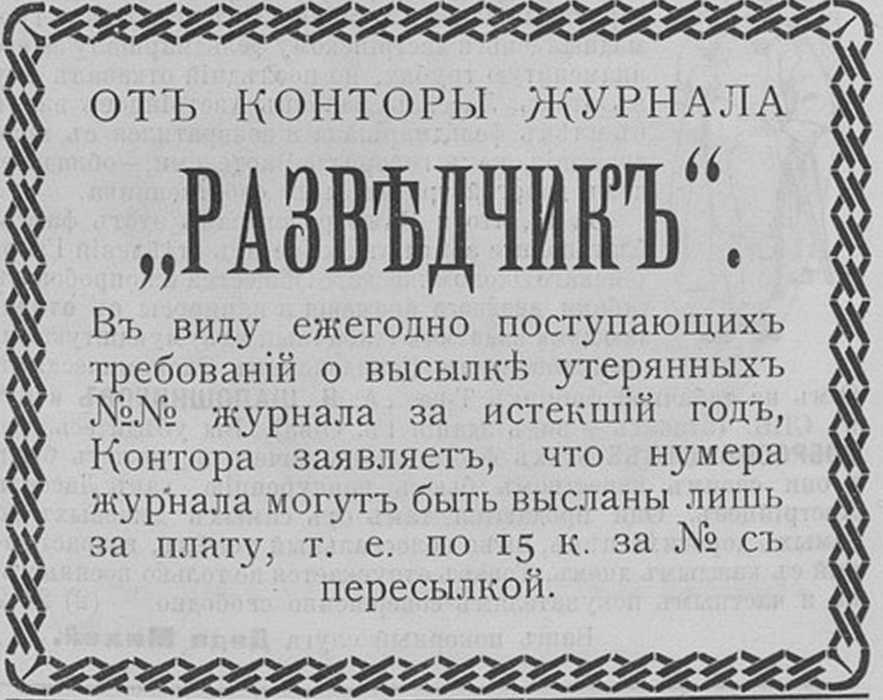 ОТЪ КОНТОРЫ ЖУРНАЛА
„РАЗВѢДЧИКЪ“.
Въ виду ежегодно поступающихъ
требованій о высылкѣ утерянныхъ
№№ журнала за истекшій годъ,
Контора заявляетъ, что нумера
журнала могутъ быть высланы лишь
за плату, т. е. по 15 к. за № съ
пересылкой.